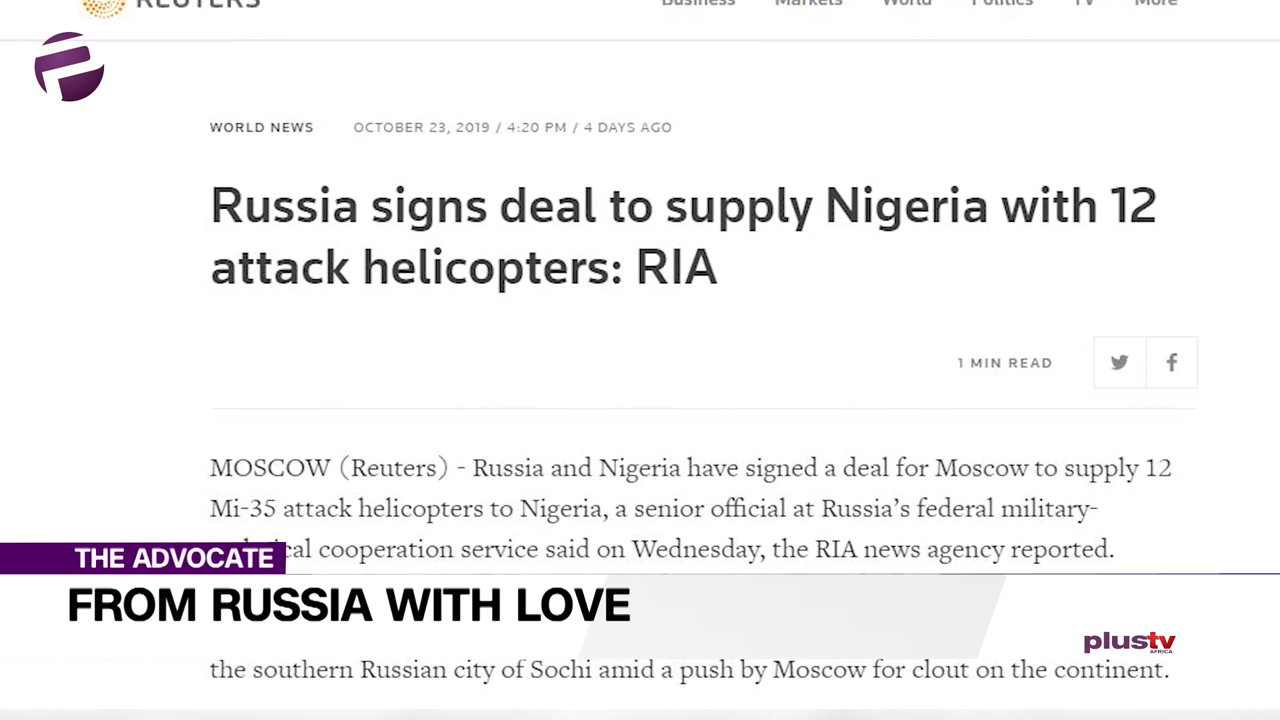 REUTERS
Business Markets World Politics TV More
WORLD NEWS OCTOBER 23, 2019 / 4:20 PM / 4 DAYS AGO
Russia signs deal to supply Nigeria with 12
attack helicopters: RIA
1 MIN READ
MOSCOW (Reuters) - Russia and Nigeria have signed a deal for Moscow to supply 12
Mi-35 attack helicopters to Nigeria, a senior official at Russia's federal military-
cal cooperation service said on Wednesday, the RIA news agency reported.
THE ADVOCATE
FROM RUSSIA WITH LOVE
plustv
AFRICA
the southern Russian city of Sochi amid a push by Moscow for clout on the continent.